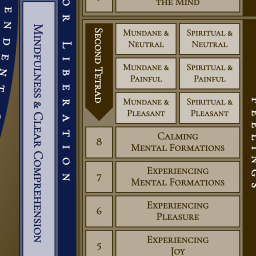 THE MIND
MINDFULNESS & CLEAR COMPREHENSION
OR LIBERATION
SECOND TETRAD
MUNDANE &
NEUTRAL
SPIRITUAL &
NEUTRAL
MUNDANE &
PAINFUL
SPIRITUAL &
PAINFUL
MUNDANE &
PLEASANT
SPIRITUAL &
PLEASANT
8
CALMING
MENTAL FORMATIONS
7
EXPERIENCING
MENTAL FORMATIONS
6
EXPERIENCING
PLEASURE
5
EXPERIENCING
JOY
FEELINGS